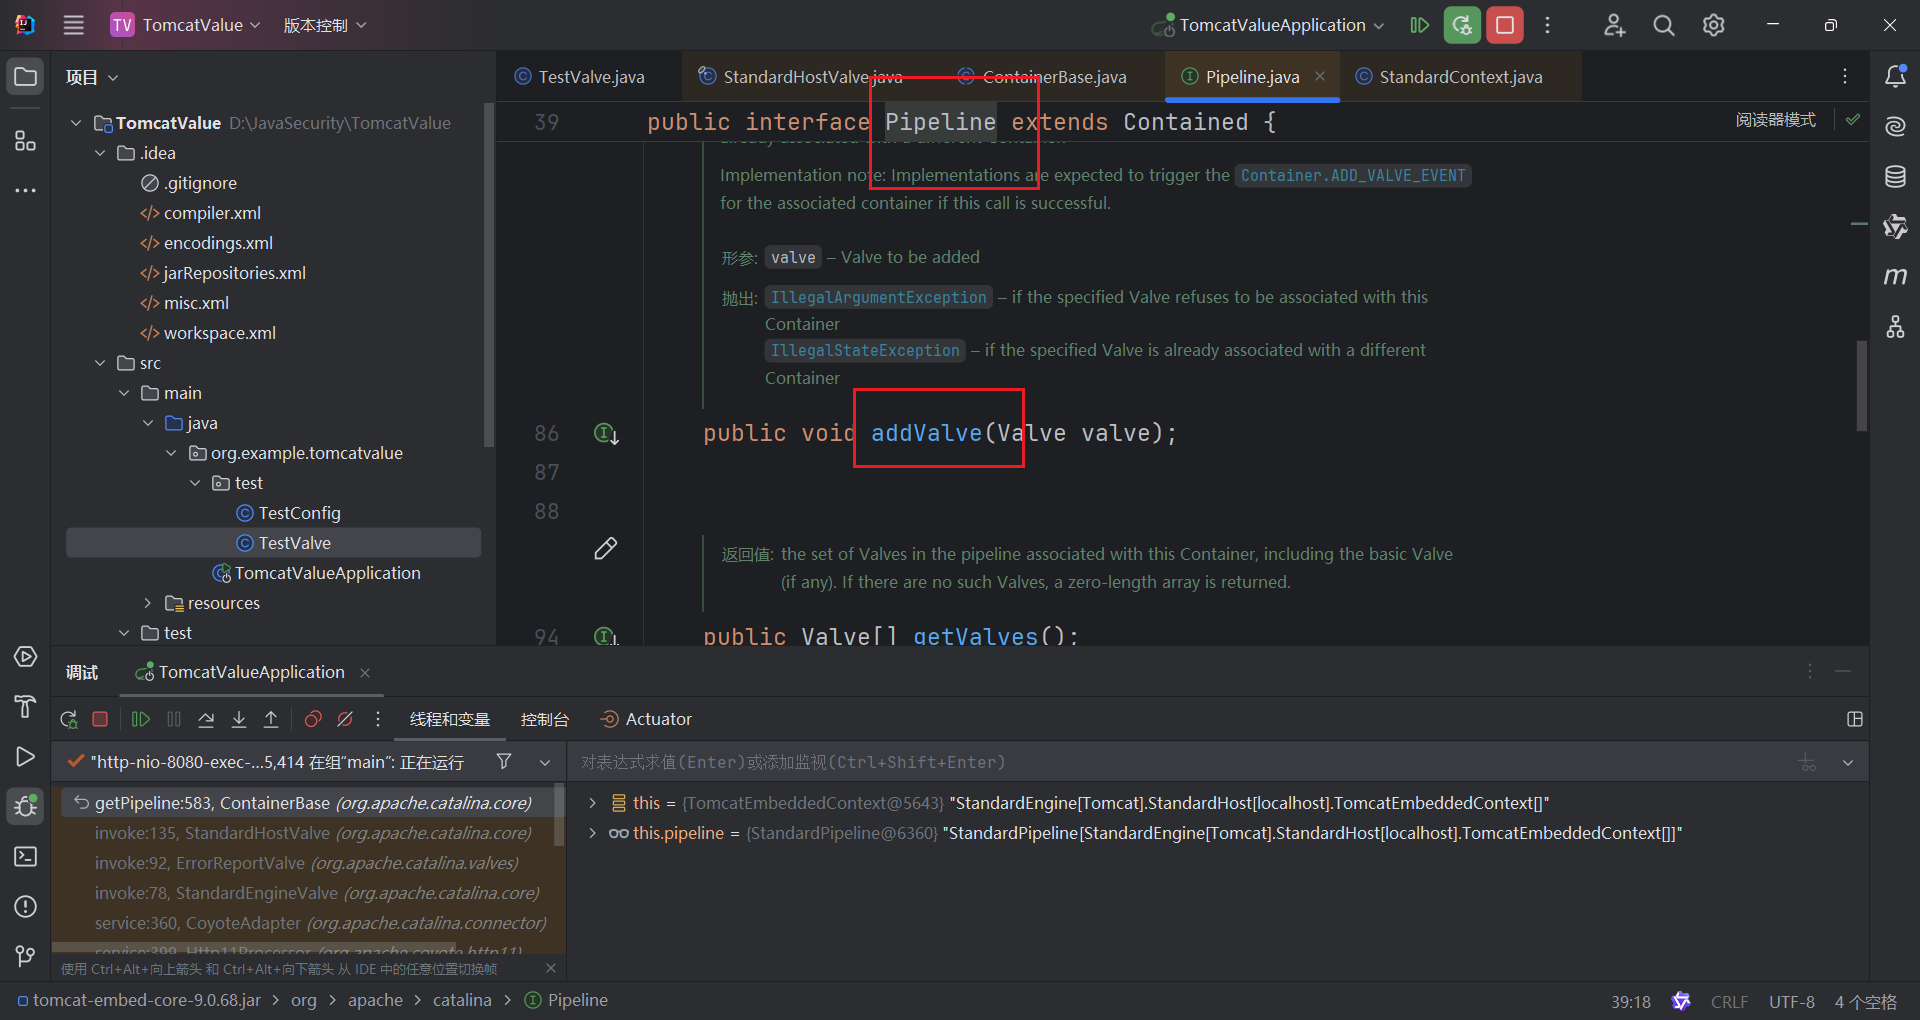 TV TomcatValue 版本控制 TomcatValueApplication
项目
TomcatValue D:\JavaSecurity\TomcatValue
.idea
.gitignore
compiler.xml
encodings.xml
jarRepositories.xml
misc.xml
workspace.xml
src
main
java
org.example.tomcatvalue
test
TestConfig
TestValve
TomcatValueApplication
resources
test
TestValve.java StandardHostValve.java ContainerBase.java Pipeline.java StandardContext.java
39 public interface Pipeline extends Contained {
阅读器模式
already associated with a different Container.
Implementation note: Implementations are expected to trigger the Container.ADD_VALVE_EVENT
for the associated container if this call is successful.
形参: valve – Valve to be added
抛出: IllegalArgumentException – if the specified Valve refuses to be associated with this
Container
IllegalStateException – if the specified Valve is already associated with a different
Container
86 public void addValve(Valve valve);
87
88
返回值: the set of Valves in the pipeline associated with this Container, including the basic Valve
(if any). If there are no such Valves, a zero-length array is returned.
94 public Valve[] getValves();
调试 TomcatValueApplication
线程和变量 控制台 Actuator
"http-nio-8080-exec-...5,414 在组"main": 正在运行
getPipeline:583, ContainerBase (org.apache.catalina.core)
invoke:135, StandardHostValve (org.apache.catalina.core)
invoke:92, ErrorReportValve (org.apache.catalina.valves)
invoke:78, StandardEngineValve (org.apache.catalina.core)
service:360, CoyoteAdapter (org.apache.catalina.connector)
service:399, Http11Processor (org.apache.coyote.http11)
使用 Ctrl+Alt+向上箭头 和 Ctrl+Alt+向下箭头 从 IDE 中的任意位置切换帧
对表达式求值(Enter)或添加监视(Ctrl+Shift+Enter)
this = {TomcatEmbeddedContext@5643} "StandardEngine[Tomcat].StandardHost[localhost].TomcatEmbeddedContext[]"
this.pipeline = {StandardPipeline@6360} "StandardPipeline[StandardEngine[Tomcat].StandardHost[localhost].TomcatEmbeddedContext[]]"
tomcat-embed-core-9.0.68.jar org apache catalina Pipeline
39:18 CRLF UTF-8 4 个空格